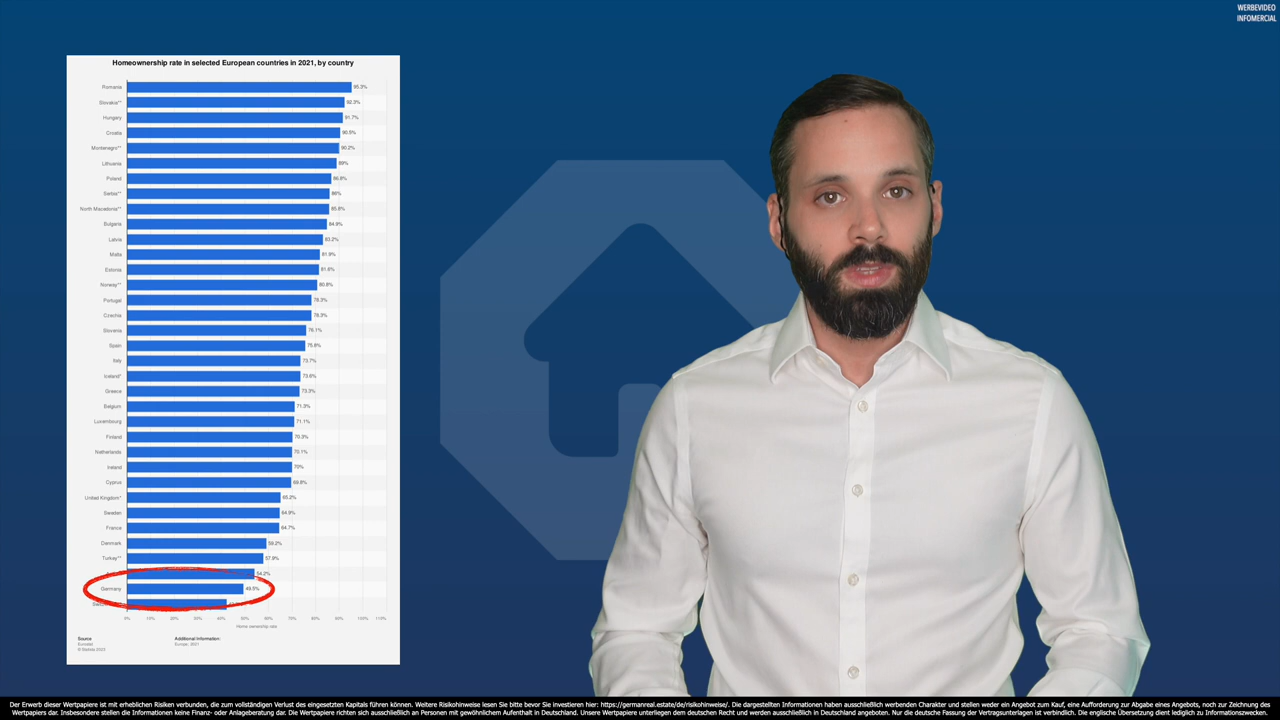 WERBEVIDEO
INFOMERCIAL
Homeownership rate in selected European countries in 2021, by country
Romania 95.3%
Slovakia** 92.3%
Hungary 91.7%
Croatia 90.5%
Montenegro** 90.2%
Lithuania 89%
Poland 86.8%
Serbia** 86%
North Macedonia** 85.8%
Bulgaria 84.9%
Latvia 83.2%
Malta 81.9%
Estonia 81.6%
Norway** 80.8%
Portugal 78.3%
Czechia 78.3%
Slovenia 76.1%
Spain 75.8%
Italy 73.7%
Iceland* 73.6%
Greece 73.3%
Belgium 71.3%
Luxembourg 71.1%
Finland 70.3%
Netherlands 70.1%
Ireland 70%
Cyprus 69.8%
United Kingdom* 65.2%
Sweden 64.9%
France 64.7%
Denmark 59.2%
Turkey** 57.9%
54.2%
Germany 49.5%
0% 10% 20% 30% 40% 50% 60% 70% 80% 90% 100% 110%
Home ownership rate
Source
Eurostat
© Statista 2023
Additional Information:
Europe; 2021
Der Erwerb dieser Wertpapiere ist mit erheblichen Risiken verbunden, die zum vollständigen Verlust des eingesetzten Kapitals führen können. Weitere Risikohinweise lesen Sie bitte bevor Sie investieren hier: https://germanreal.estate/de/risikohinweise/. Die dargestellten Informationen haben ausschließlich werbenden Charakter und stellen weder ein Angebot zum Kauf, eine Aufforderung zur Abgabe eines Angebots, noch zur Zeichnung des
Wertpapiers dar. Insbesondere stellen die Informationen keine Finanz- oder Anlageberatung dar. Die Wertpapiere richten sich ausschließlich an Personen mit gewöhnlichem Aufenthalt in Deutschland. Unsere Wertpapiere unterliegen dem deutschen Recht und werden ausschließlich in Deutschland angeboten. Nur die deutsche Fassung der Vertragsunterlagen ist verbindlich. Die englische Übersetzung dient lediglich zu Informationszwecken.